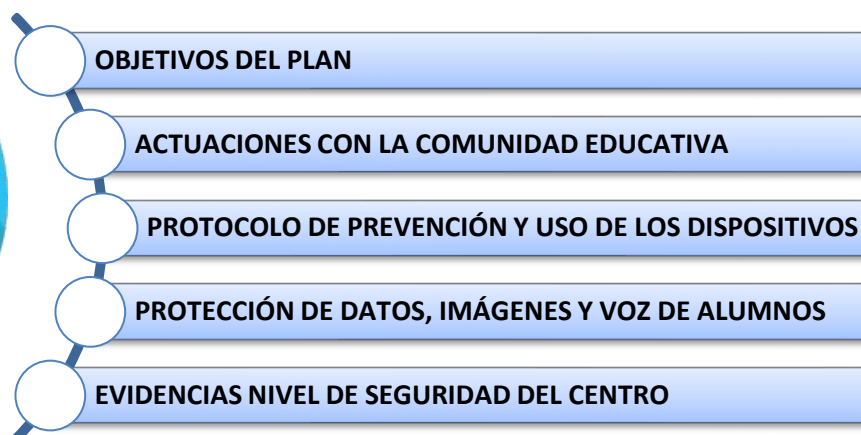 OBJETIVOS DEL PLAN
ACTUACIONES CON LA COMUNIDAD EDUCATIVA
PROTOCOLO DE PREVENCIÓN Y USO DE LOS DISPOSITIVOS
PROTECCIÓN DE DATOS, IMÁGENES Y VOZ DE ALUMNOS
EVIDENCIAS NIVEL DE SEGURIDAD DEL CENTRO